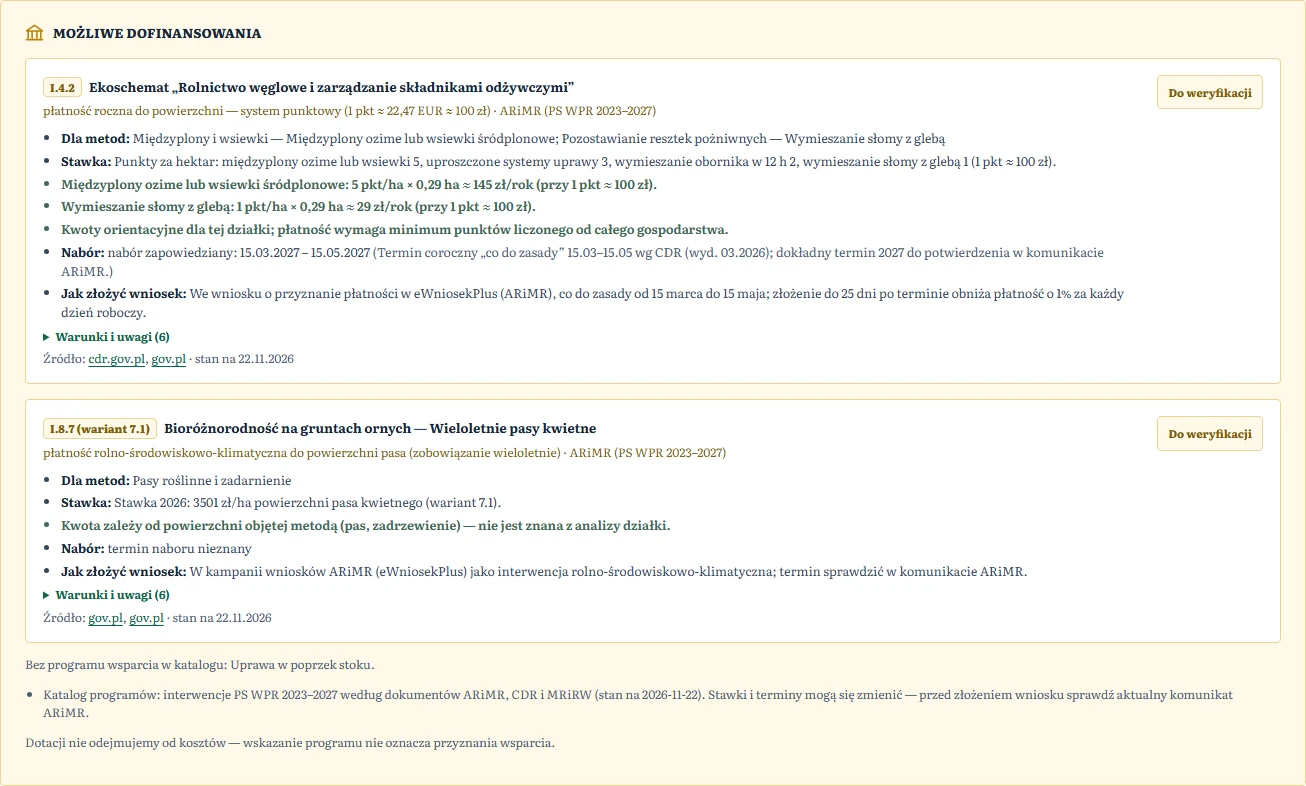 MOŻLIWE DOFINANSOWANIA
I.4.2 Ekoschemat „Rolnictwo węglowe i zarządzanie składnikami odżywczymi”
Do weryfikacji
płatność roczna do powierzchni — system punktowy (1 pkt ≈ 22,47 EUR ≈ 100 zł) · ARiMR (PS WPR 2023–2027)
• Dla metod: Międzyplony i wsiewki — Międzyplony ozime lub wsiewki śródplonowe; Pozostawianie resztek pożniwnych — Wymieszanie słomy z glebą
• Stawka: Punkty za hektar: międzyplony ozime lub wsiewki 5, uproszczone systemy uprawy 3, wymieszanie obornika w 12 h 2, wymieszanie słomy z glebą 1 (1 pkt ≈ 100 zł).
• Międzyplony ozime lub wsiewki śródplonowe: 5 pkt/ha × 0,29 ha ≈ 145 zł/rok (przy 1 pkt ≈ 100 zł).
• Wymieszanie słomy z glebą: 1 pkt/ha × 0,29 ha ≈ 29 zł/rok (przy 1 pkt ≈ 100 zł).
• Kwoty orientacyjne dla tej działki; płatność wymaga minimum punktów liczonego od całego gospodarstwa.
• Nabór: nabór zapowiedziany: 15.03.2027 – 15.05.2027 (Termin coroczny „co do zasady” 15.03–15.05 wg CDR (wyd. 03.2026); dokładny termin 2027 do potwierdzenia w komunikacie
ARiMR.)
• Jak złożyć wniosek: We wniosku o przyznanie płatności w eWniosekPlus (ARiMR), co do zasady od 15 marca do 15 maja; złożenie do 25 dni po terminie obniża płatność o 1% za każdy
dzień roboczy.
▶ Warunki i uwagi (6)
Źródło: cdr.gov.pl, gov.pl · stan na 22.11.2026
I.8.7 (wariant 7.1) Bioróżnorodność na gruntach ornych — Wieloletnie pasy kwietne
Do weryfikacji
płatność rolno-środowiskowo-klimatyczna do powierzchni pasa (zobowiązanie wieloletnie) · ARiMR (PS WPR 2023–2027)
• Dla metod: Pasy roślinne i zadarnienie
• Stawka: Stawka 2026: 3501 zł/ha powierzchni pasa kwietnego (wariant 7.1).
• Kwota zależy od powierzchni objętej metodą (pas, zadrzewienie) — nie jest znana z analizy działki.
• Nabór: termin naboru nieznany
• Jak złożyć wniosek: W kampanii wniosków ARiMR (eWniosekPlus) jako interwencja rolno-środowiskowo-klimatyczna; termin sprawdzić w komunikacie ARiMR.
▶ Warunki i uwagi (6)
Źródło: gov.pl, gov.pl · stan na 22.11.2026
Bez programu wsparcia w katalogu: Uprawa w poprzek stoku.
• Katalog programów: interwencje PS WPR 2023–2027 według dokumentów ARiMR, CDR i MRiRW (stan na 2026-11-22). Stawki i terminy mogą się zmienić — przed złożeniem wniosku sprawdź aktualny komunikat
ARiMR.
Dotacji nie odejmujemy od kosztów — wskazanie programu nie oznacza przyznania wsparcia.